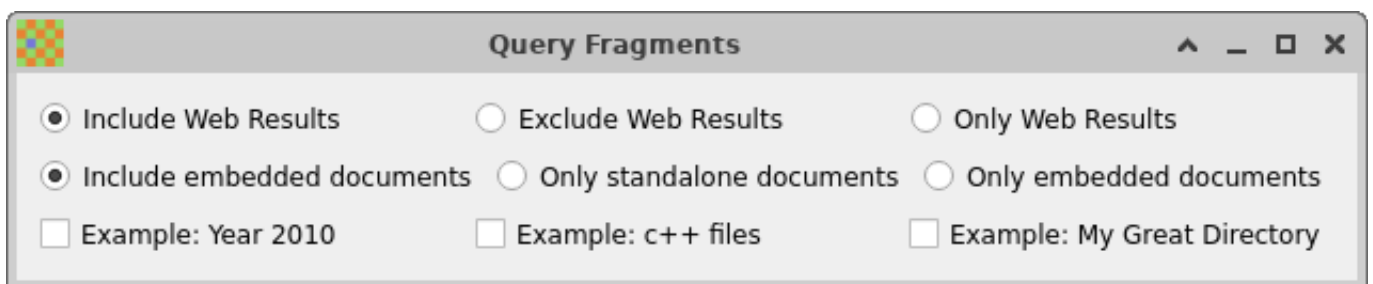 Query Fragments
Include Web Results Exclude Web Results Only Web Results
Include embedded documents Only standalone documents Only embedded documents
Example: Year 2010 Example: c++ files Example: My Great Directory